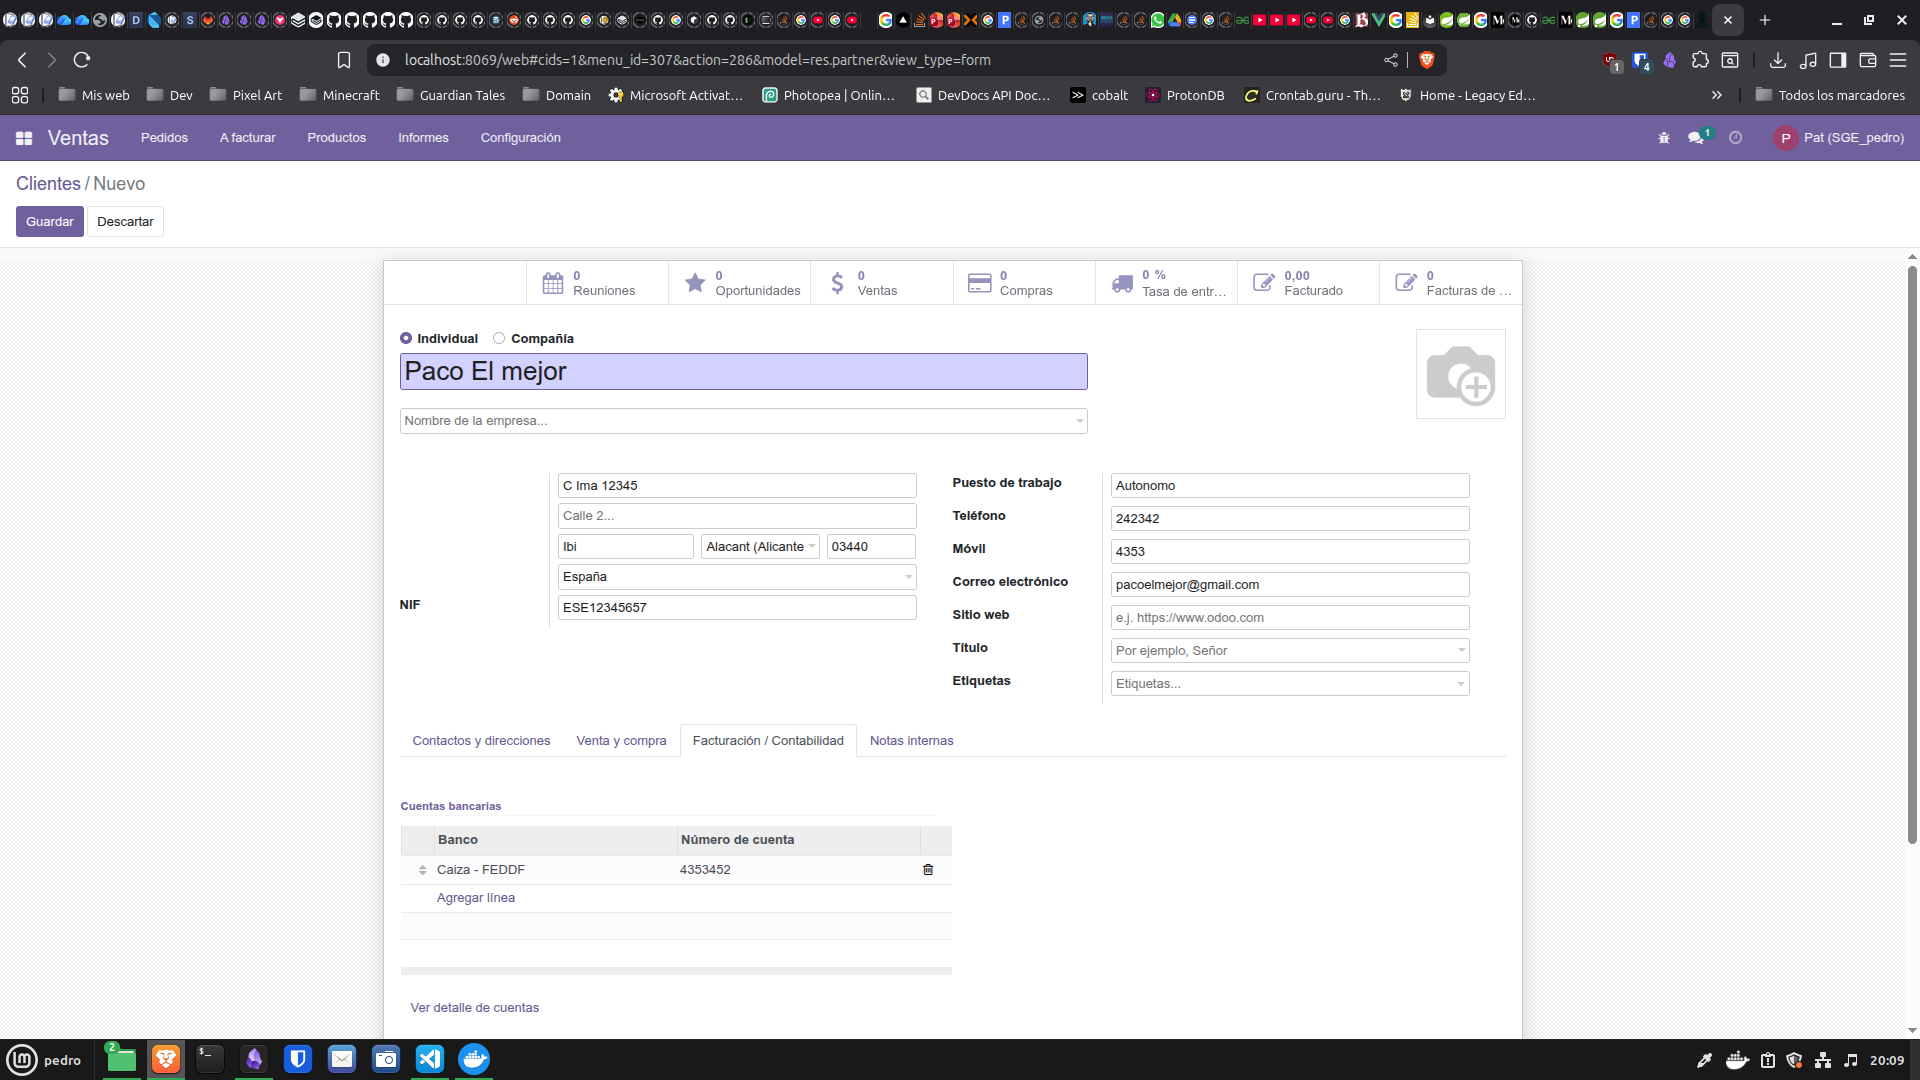 localhost:8069/web#cids=1&menu_id=307&action=286&model=res.partner&view_type=form
1
4
Mis web
Dev
Pixel Art
Minecraft
Guardian Tales
Domain
Microsoft Activat...
Photopea | Onlin...
DevDocs API Doc...
cobalt
ProtonDB
Crontab.guru - Th...
Home - Legacy Ed...
Todos los marcadores
Ventas
Pedidos
A facturar
Productos
Informes
Configuración
1
P
Pat (SGE_pedro)
Clientes / Nuevo
Guardar
Descartar
0
Reuniones
0
Oportunidades
0
Ventas
0
Compras
0 %
Tasa de entr...
0,00
Facturado
0
Facturas de ...
Individual
Compañía
Paco El mejor
Nombre de la empresa...
C Ima 12345
Calle 2...
Ibi
Alacant (Alicante
03440
España
NIF
ESE12345657
Puesto de trabajo
Autonomo
Teléfono
242342
Móvil
4353
Correo electrónico
pacoelmejor@gmail.com
Sitio web
e.j. https://www.odoo.com
Título
Por ejemplo, Señor
Etiquetas
Etiquetas...
Contactos y direcciones
Venta y compra
Facturación / Contabilidad
Notas internas
Cuentas bancarias
Banco
Número de cuenta
Caiza - FEDDF
4353452
Agregar línea
Ver detalle de cuentas
pedro
2
20:09